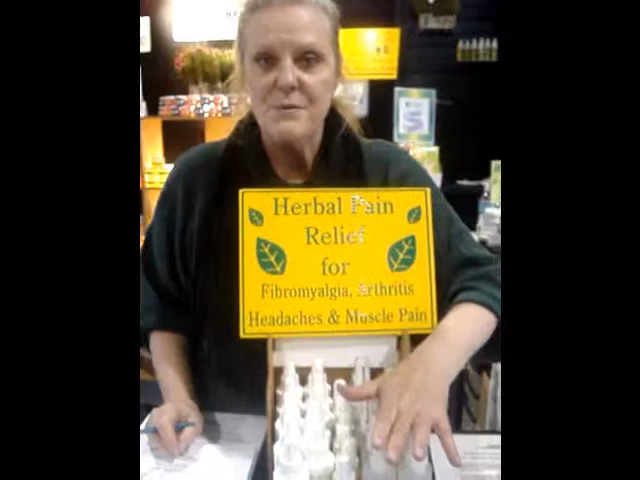 Herbal Pain
Relief
for
Fibromyalgia, Arthritis
Headaches & Muscle Pain